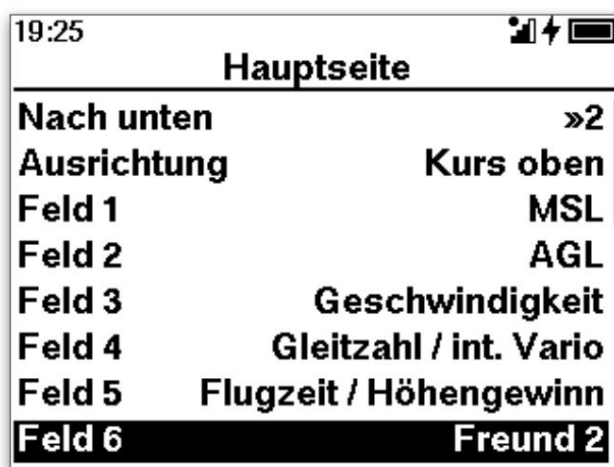 19:25
Hauptseite
Nach unten »2
Ausrichtung Kurs oben
Feld 1 MSL
Feld 2 AGL
Feld 3 Geschwindigkeit
Feld 4 Gleitzahl / int. Vario
Feld 5 Flugzeit / Höhengewinn
Feld 6 Freund 2